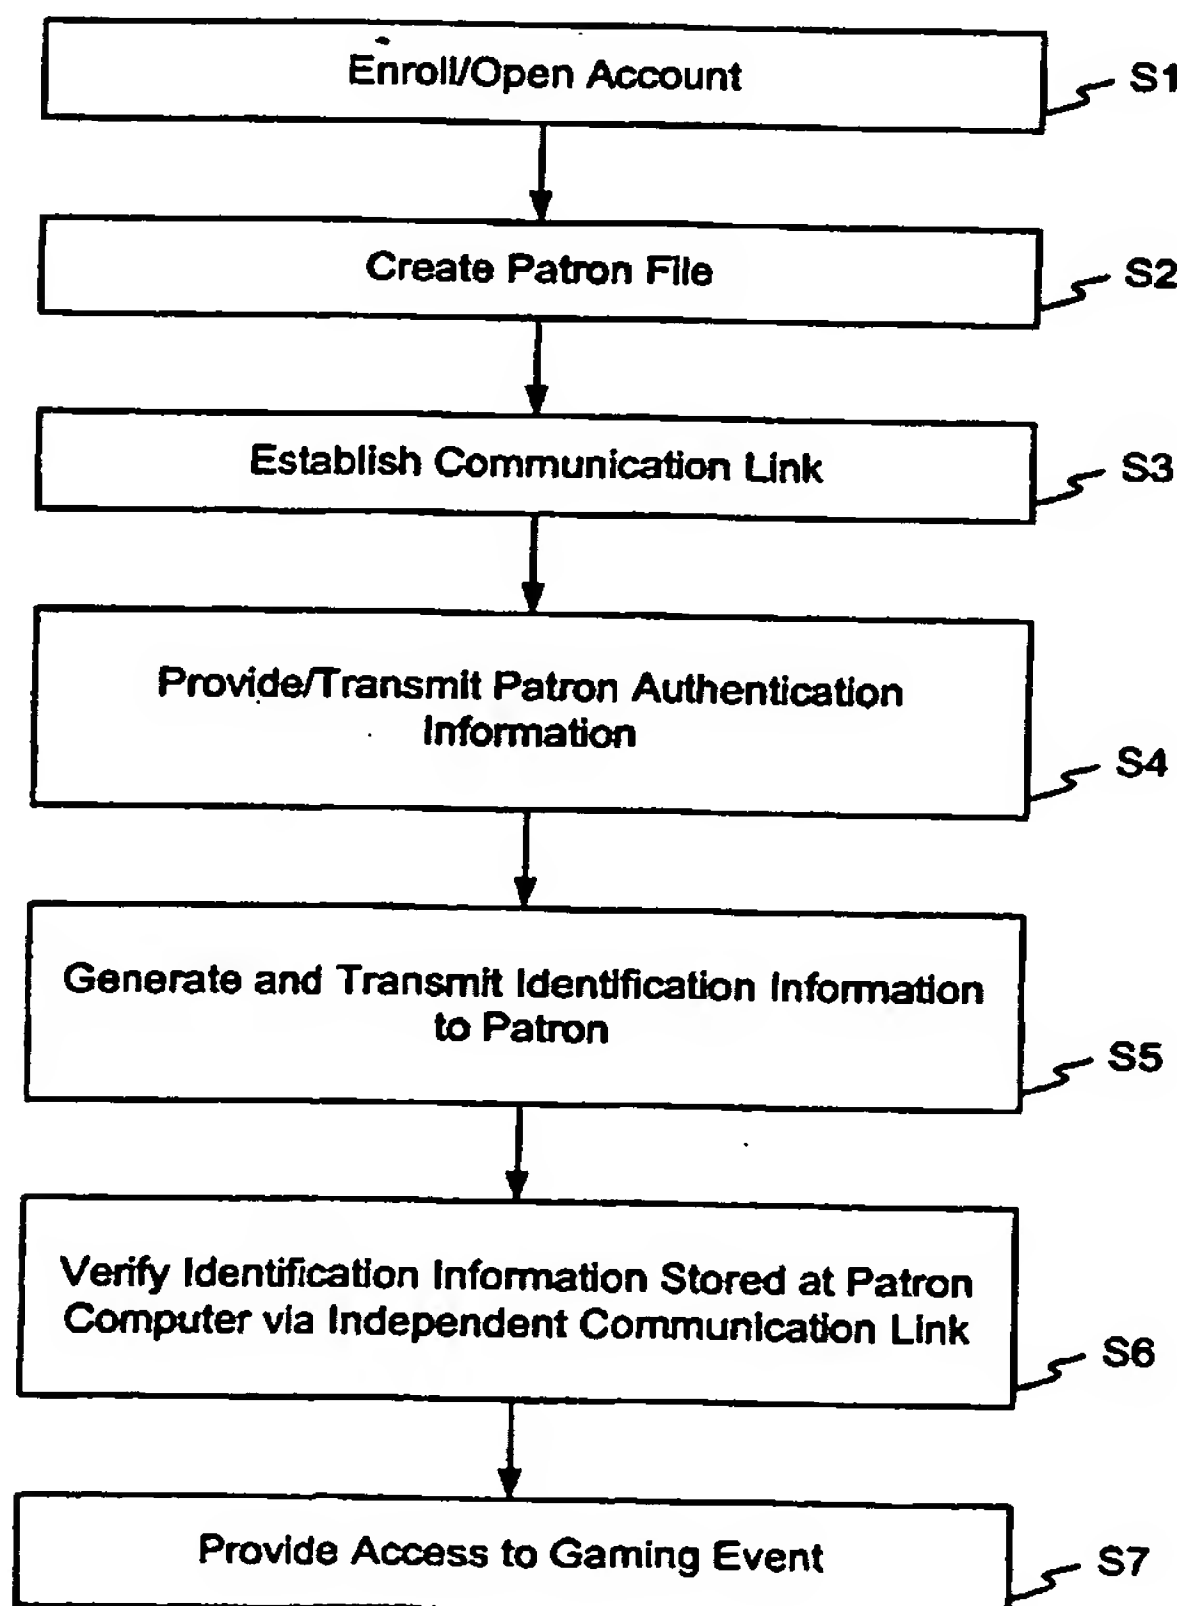 Enroll/Open Account
S1
Create Patron File
S2
Establish Communication Link
S3
Provide/Transmit Patron Authentication
Information
S4
Generate and Transmit Identification Information
to Patron
S5
Verify Identification Information Stored at Patron
Computer via Independent Communication Link
S6
Provide Access to Gaming Event
S7